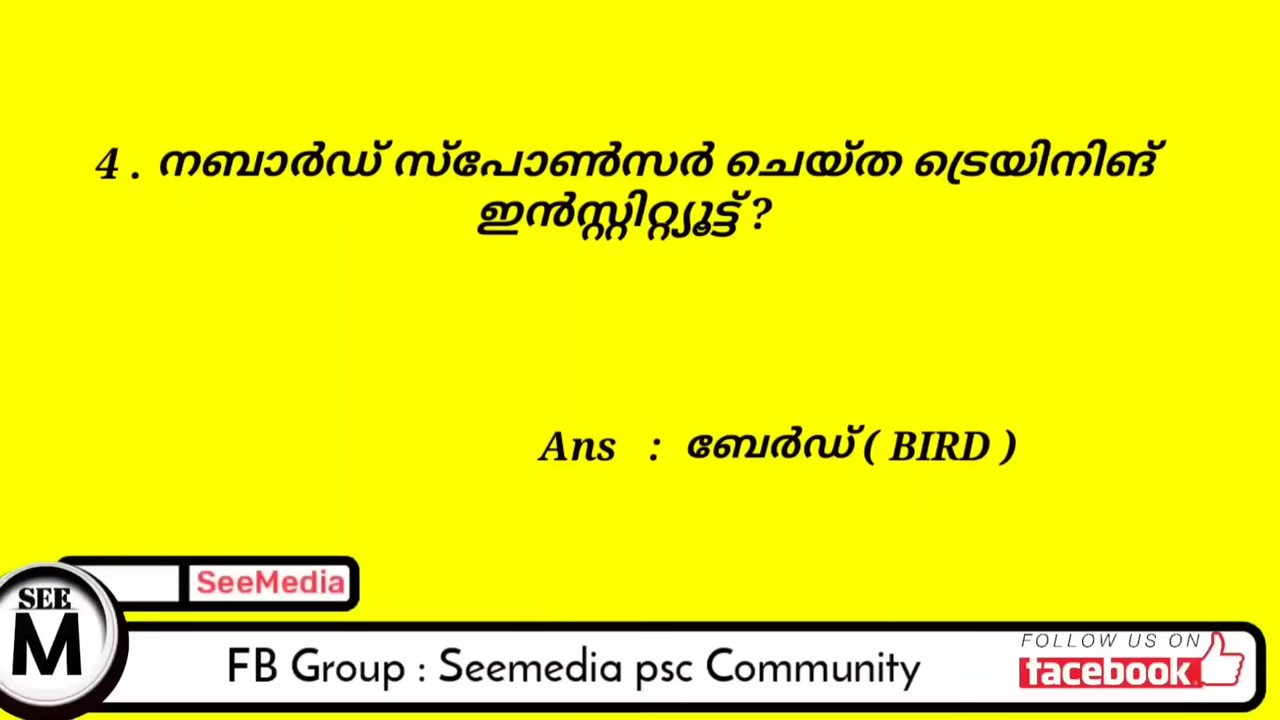 4 . നബാർഡ് സ്പോൺസർ ചെയ്ത ട്രെയിനിങ്
ഇൻസ്റ്റിറ്റ്യൂട്ട് ?
Ans : ബേർഡ് ( BIRD )
SeeMedia
SEE
M
FB Group : Seemedia psc Community
FOLLOW US ON
facebook